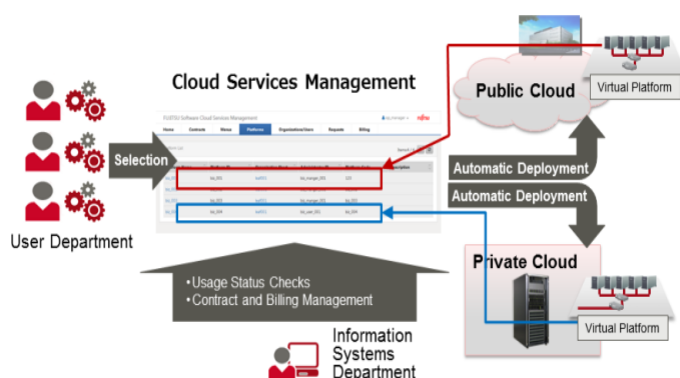 Cloud Services Management
Public Cloud
Virtual Platform
FUJITSU Software Cloud Services Management
Home Contracts Menus Platforms Organizations/Users Requests Billing
Selection
Automatic Deployment
Automatic Deployment
User Department
Private Cloud
•Usage Status Checks
•Contract and Billing Management
Virtual Platform
Information
Systems
Department